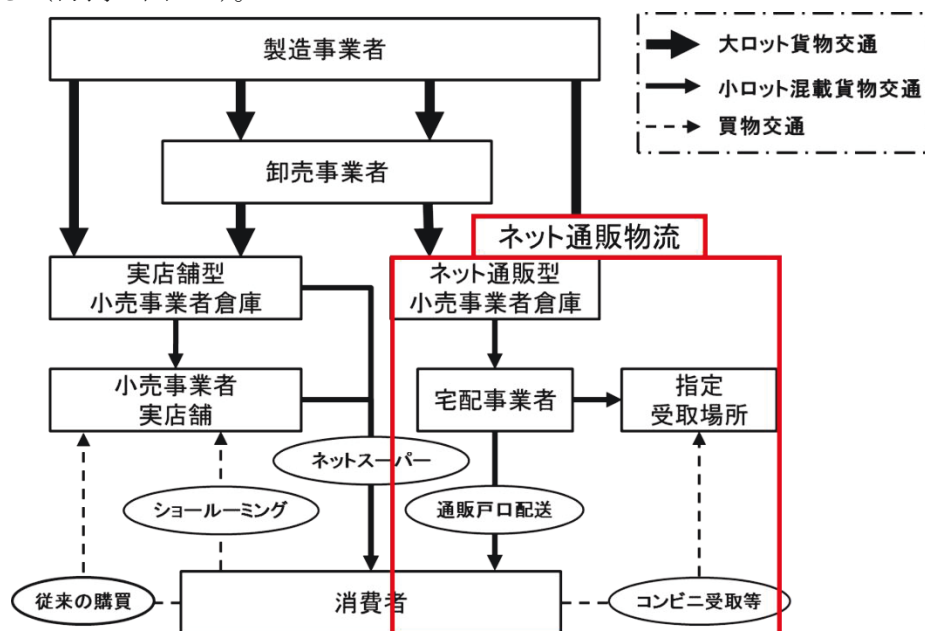 製造事業者
大ロット貨物交通
小ロット混載貨物交通
買物交通
卸売事業者
ネット通販物流
実店舗型
小売事業者倉庫
ネット通販型
小売事業者倉庫
小売事業者
実店舗
宅配事業者
指定
受取場所
ネットスーパー
ショールーミング
通販戸口配送
従来の購買
消費者
コンビニ受取等